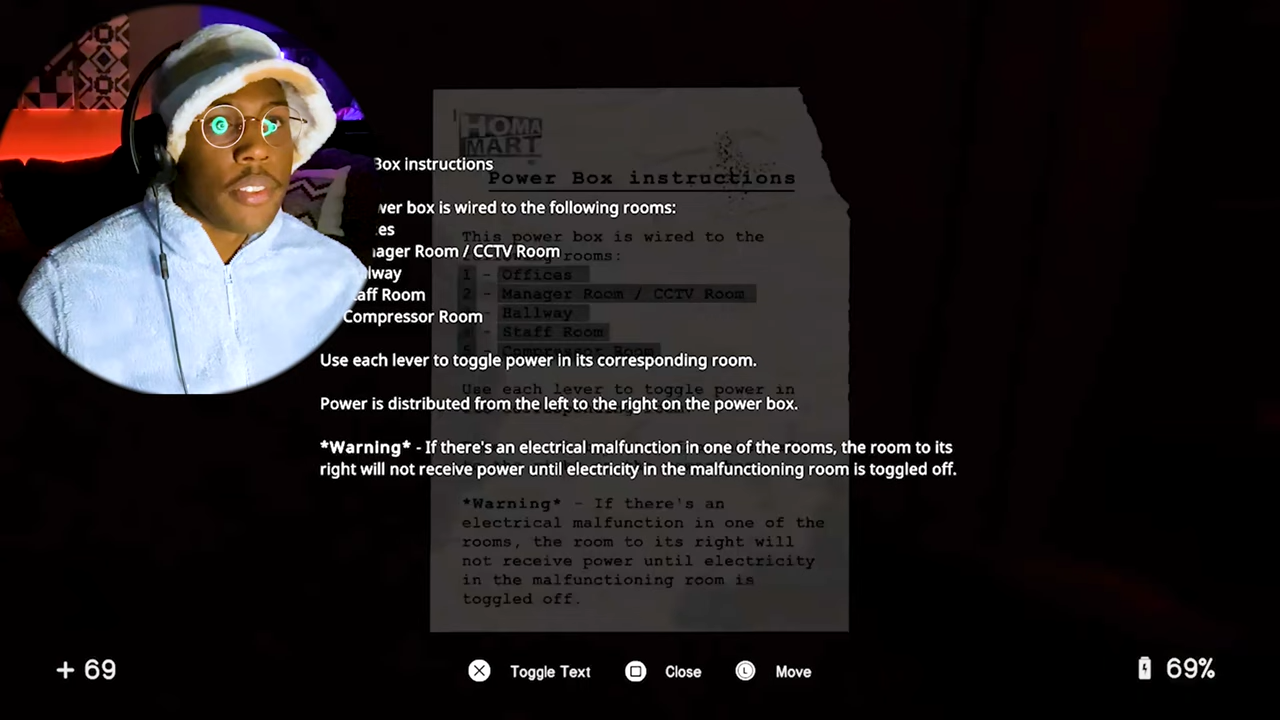 HOMA
MART
Power Box instructions
This power box is wired to the
following rooms:
1 - Offices
2 - Manager Room / CCTV Room
- Hallway
- Staff Room
5 - Compressor Room
Use each lever to toggle power in
*Warning* - If there's an
electrical malfunction in one of the
rooms, the room to its right will
not receive power until electricity
in the malfunctioning room is
toggled off.
Box instructions
wer box is wired to the following rooms:
es
ager Room / CCTV Room
lway
aff Room
Compressor Room
Use each lever to toggle power in its corresponding room.
Power is distributed from the left to the right on the power box.
*Warning* - If there's an electrical malfunction in one of the rooms, the room to its
right will not receive power until electricity in the malfunctioning room is toggled off.
+ 69
Toggle Text
Close
L
Move
69%